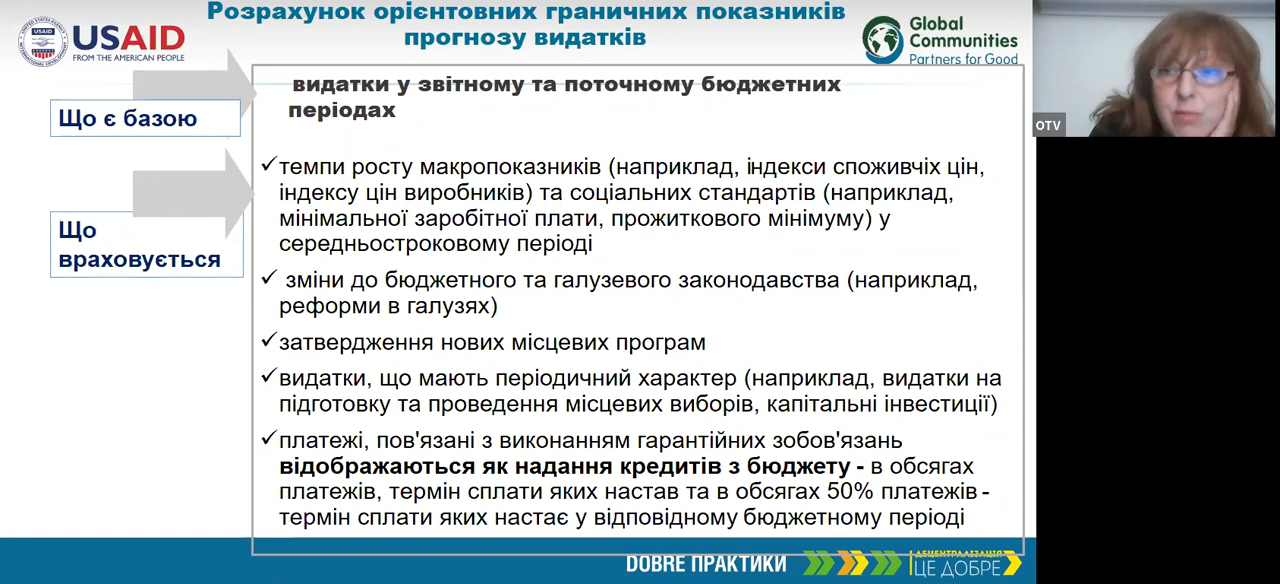 Розрахунок орієнтовних граничних показників
прогнозу видатків
USAID
USAID
FROM THE AMERICAN PEOPLE
Global
Communities
Partners for Good
видатки у звітному та поточному бюджетних
періодах
Що є базою
✓темпи росту макропоказників (наприклад, індекси споживчіх цін,
індексу цін виробників) та соціальних стандартів (наприклад,
мінімальної заробітної плати, прожиткового мінімуму) у
середньостроковому періоді
Що
враховується
✓ зміни до бюджетного та галузевого законодавства (наприклад,
реформи в галузях)
✓затвердження нових місцевих програм
✓видатки, що мають періодичний характер (наприклад, видатки на
підготовку та проведення місцевих виборів, капітальні інвестиції)
✓платежі, пов'язані з виконанням гарантійних зобов'язань
відображаються як надання кредитів з бюджету - в обсягах
платежів, термін сплати яких настав та в обсягах 50% платежів -
термін сплати яких настає у відповідному бюджетному періоді
DOBRE ПРАКТИКИ
ДЕЦЕНТРАЛІЗАЦІЯ
ЦЕ ДОБРЕ
OTV